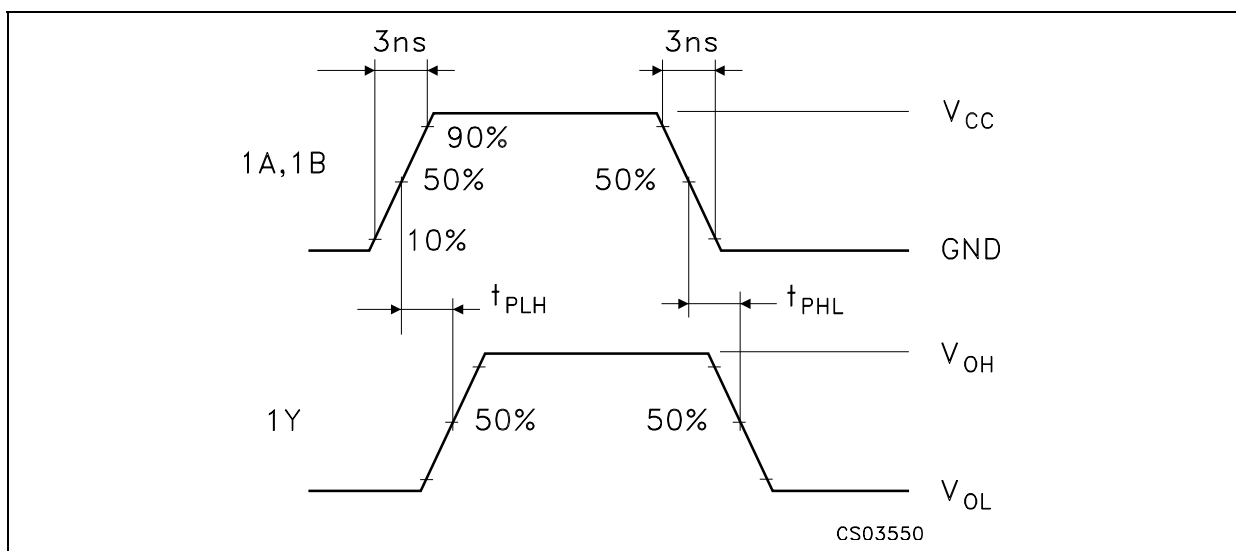 3ns 3ns
V_CC
90%
1A,1B 50% 50%
10% GND
t_PLH t_PHL
V_OH
1Y 50% 50%
V_OL
CS03550